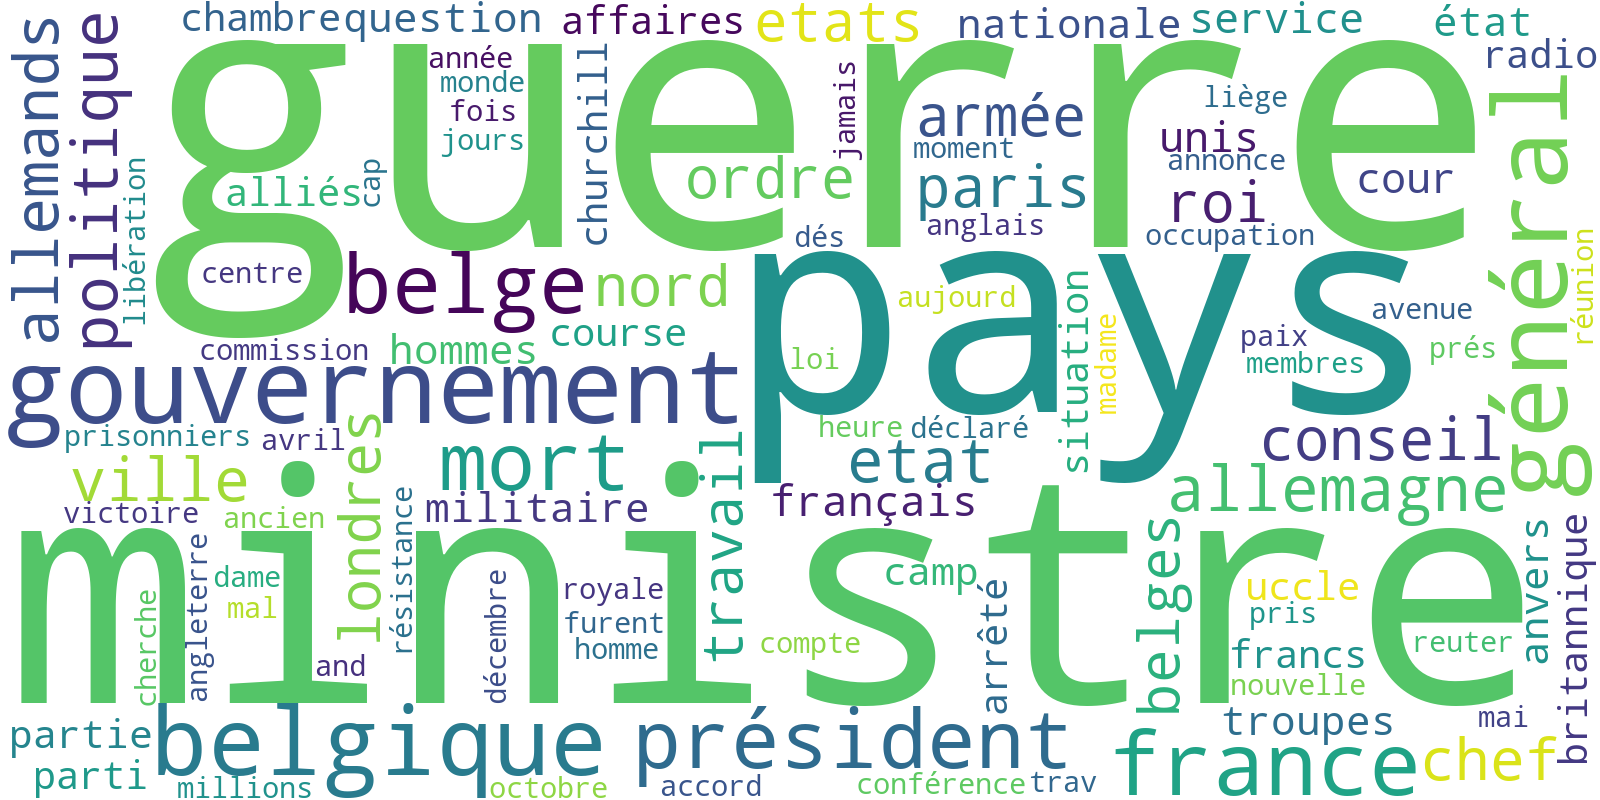 chambre question affaires etats nationale service état
allemands politique guerre radio
année monde fois jours churchill jamais armée liège unis
libération alliés cap ordre moment annonce paris roi cour général
anglais dés occupation
centre belge nord aujourd pays situation avenue réunion
commission hommes course loi madame paix membres prés
gouvernement
prisonniers avril londres mort travail heure déclaré etat conseil
ville militaire français allemagne
victoire ancien résistance ministre
cherche angleterre dame mal décembre royale furent homme camp arrêté belges uccle pris anvers britannique
and compte francs reuter nouvelle
partie belgique président troupes mai
parti millions octobre accord conférence trav france chef